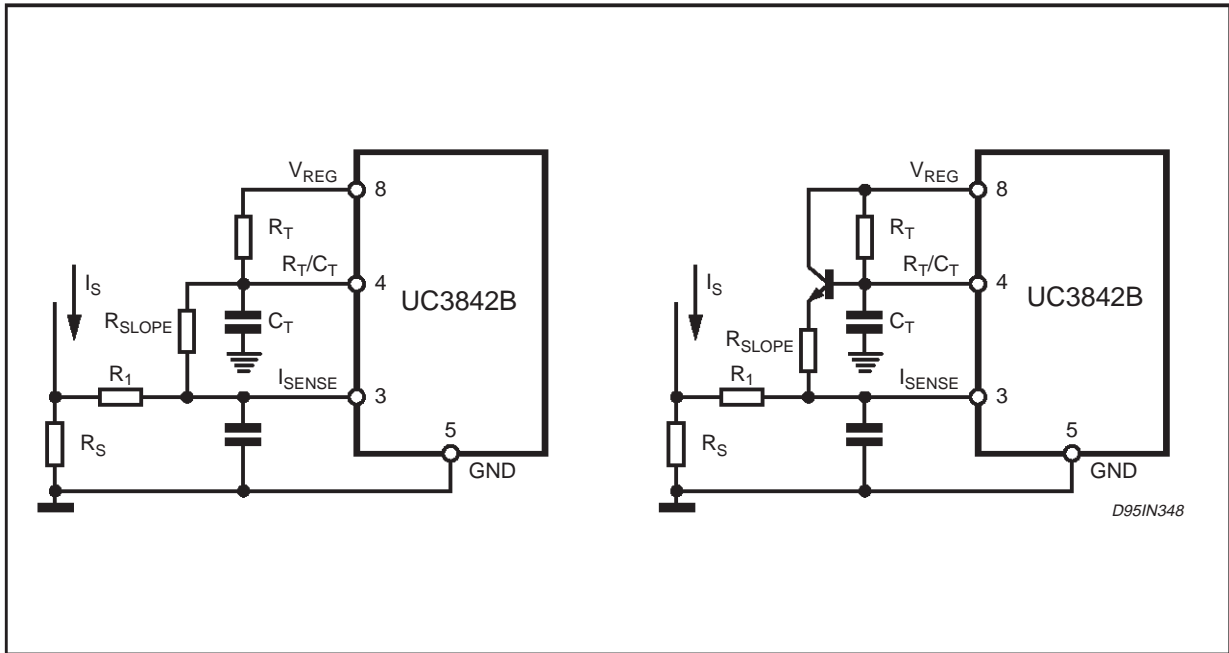 V_REG
8
R_T
R_T/C_T
4
I_S
UC3842B
R_SLOPE
C_T
R_1
I_SENSE
3
R_S
5
GND
V_REG
8
R_T
R_T/C_T
4
I_S
UC3842B
R_SLOPE
C_T
R_1
I_SENSE
3
R_S
5
GND
D95IN348